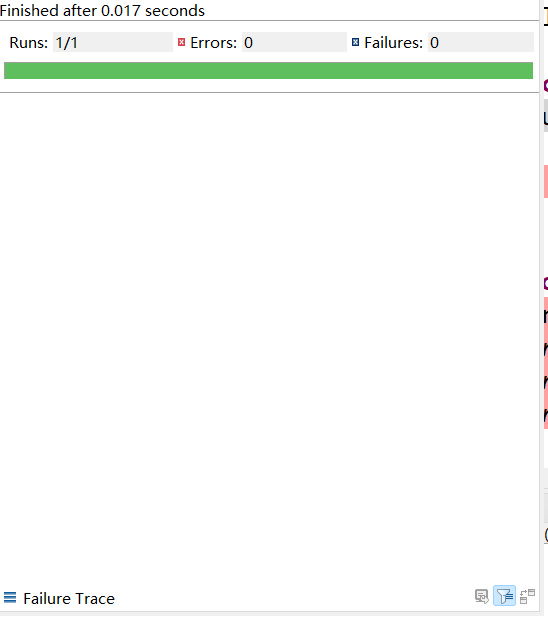 Finished after 0.017 seconds
Runs: 1/1 Errors: 0 Failures: 0
Failure Trace